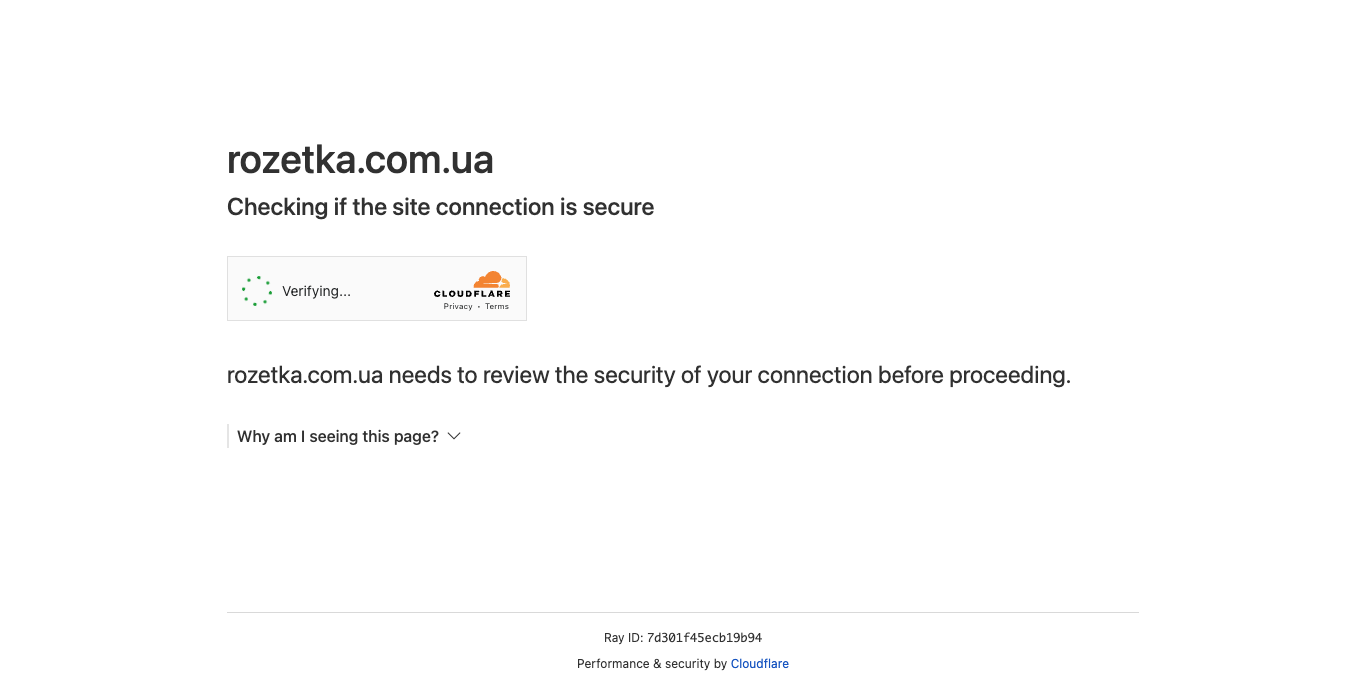 rozetka.com.ua
Checking if the site connection is secure
Verifying...
CLOUDFLARE
Privacy • Terms
rozetka.com.ua needs to review the security of your connection before proceeding.
Why am I seeing this page?
Ray ID: 7d301f45ecb19b94
Performance & security by Cloudflare